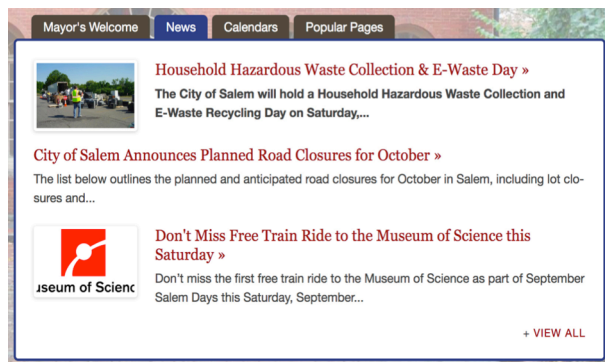 Mayor's Welcome
News
Calendars
Popular Pages
Household Hazardous Waste Collection & E-Waste Day »
The City of Salem will hold a Household Hazardous Waste Collection and
E-Waste Recycling Day on Saturday,...
City of Salem Announces Planned Road Closures for October »
The list below outlines the planned and anticipated road closures for October in Salem, including lot clo-
sures and...
useum of Scienc
Don't Miss Free Train Ride to the Museum of Science this
Saturday »
Don't miss the first free train ride to the Museum of Science as part of September
Salem Days this Saturday, September...
+ VIEW ALL